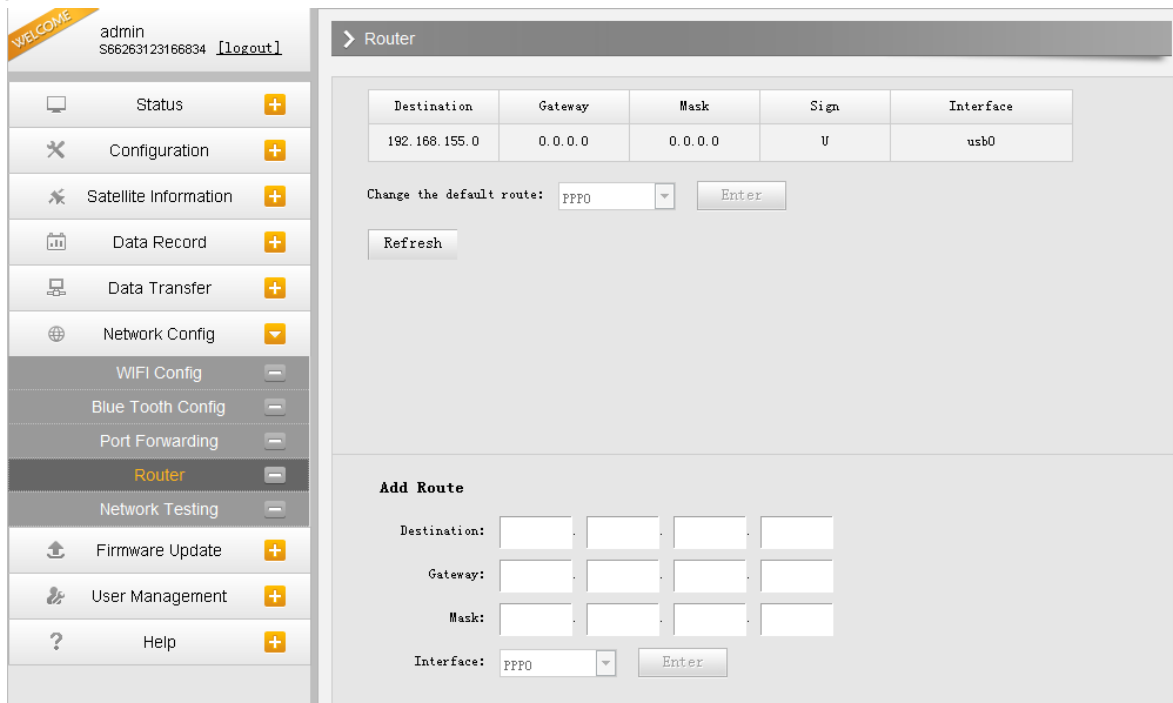 WELCOME
admin
S66263123166834 [logout]
Status
Configuration
Satellite Information
Data Record
Data Transfer
Network Config
WIFI Config
Blue Tooth Config
Port Forwarding
Router
Network Testing
Firmware Update
User Management
Help
Router
Destination Gateway Mask Sign Interface
192.168.155.0 0.0.0.0 0.0.0.0 U usb0
Change the default route: PPP0 Enter
Refresh
Add Route
Destination: . . .
Gateway: . . .
Mask: . . .
Interface: PPP0 Enter